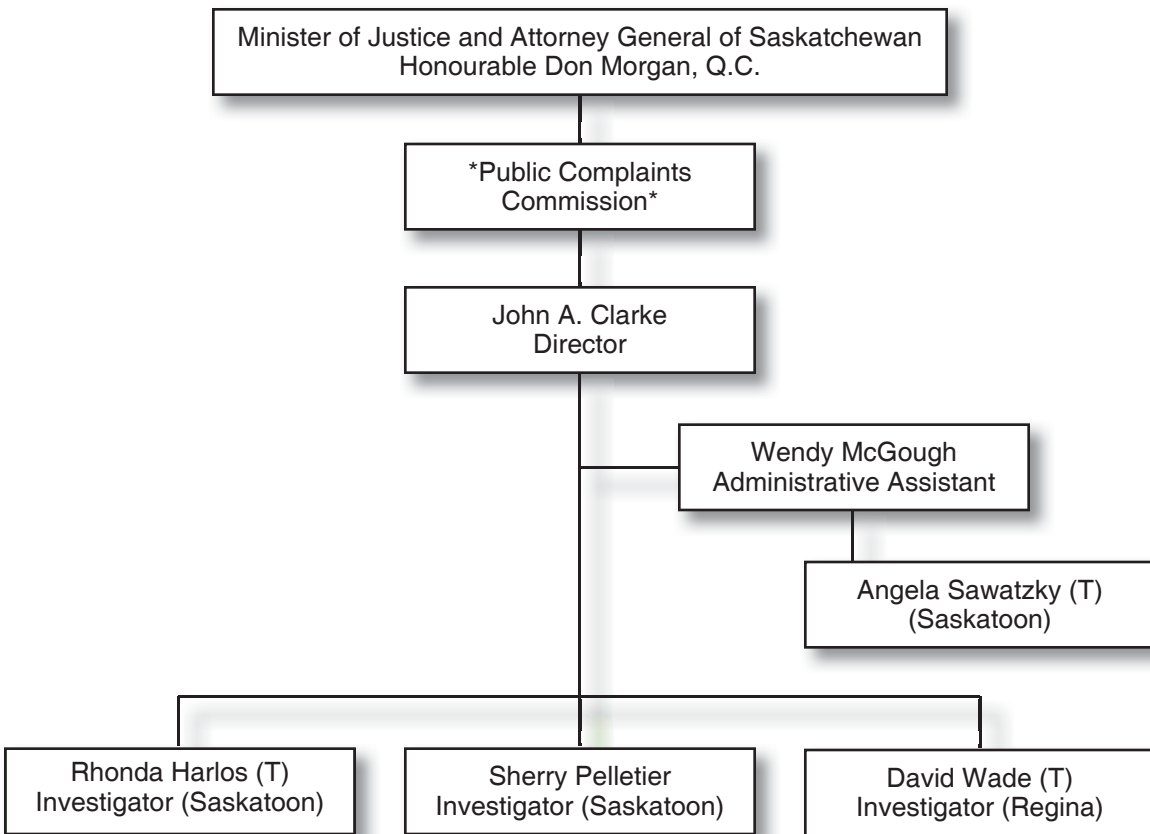 Minister of Justice and Attorney General of Saskatchewan
Honourable Don Morgan, Q.C.
*Public Complaints
Commission*
John A. Clarke
Director
Wendy McGough
Administrative Assistant
Angela Sawatzky (T)
(Saskatoon)
Rhonda Harlos (T)
Investigator (Saskatoon)
Sherry Pelletier
Investigator (Saskatoon)
David Wade (T)
Investigator (Regina)